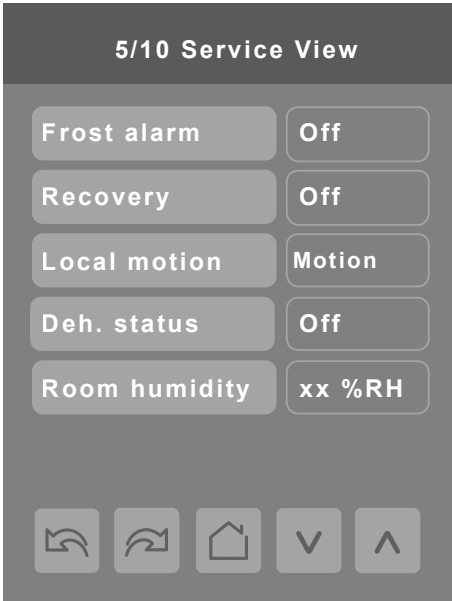 5/10 Service View
Frost alarm Off
Recovery Off
Local motion Motion
Deh. status Off
Room humidity xx %RH